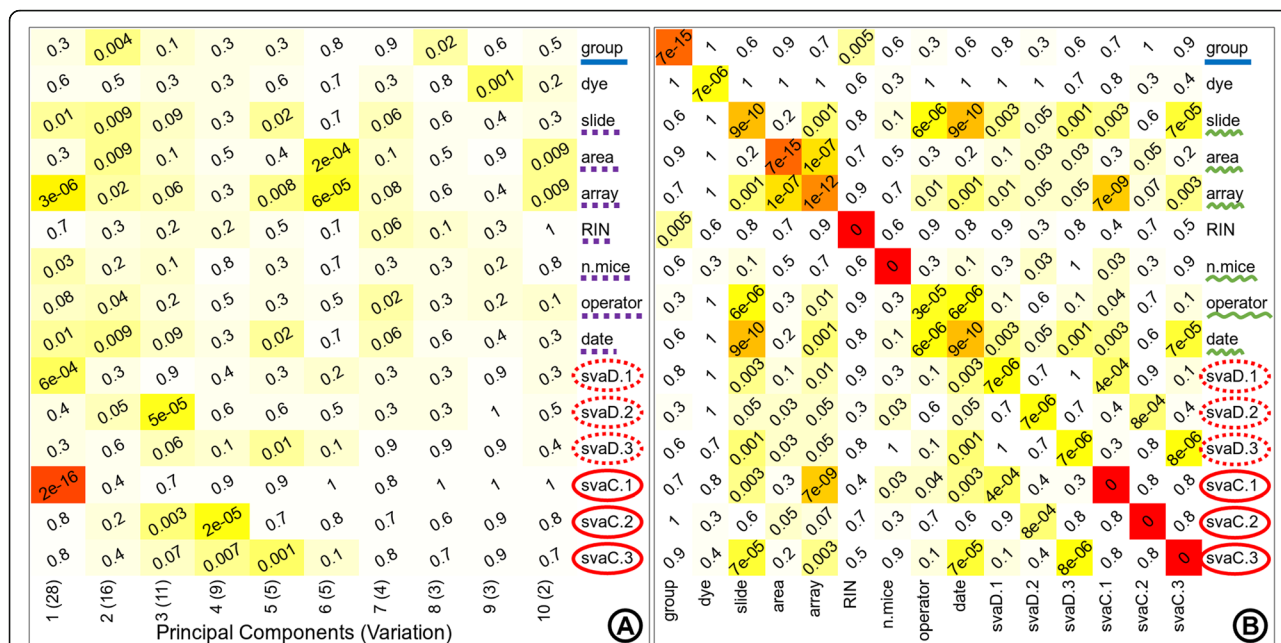 0.3 0.004 0.1 0.3 0.3 0.8 0.9 0.02 0.6 0.5 group
0.6 0.5 0.3 0.3 0.6 0.7 0.3 0.8 0.001 0.2 dye
0.01 0.009 0.09 0.3 0.02 0.7 0.06 0.6 0.4 0.3 slide
0.3 0.009 0.1 0.5 0.4 2e-04 0.1 0.5 0.9 0.009 area
3e-06 0.02 0.06 0.3 0.008 6e-05 0.08 0.6 0.4 0.009 array
0.7 0.3 0.2 0.2 0.5 0.7 0.06 0.1 0.3 1 RIN
0.03 0.2 0.1 0.8 0.3 0.7 0.3 0.3 0.2 0.8 n.mice
0.08 0.04 0.2 0.5 0.3 0.5 0.02 0.3 0.2 0.1 operator
0.01 0.009 0.09 0.3 0.02 0.7 0.06 0.6 0.4 0.3 date
6e-04 0.3 0.9 0.4 0.3 0.2 0.3 0.3 0.9 0.3 svaD.1
0.4 0.05 5e-05 0.6 0.6 0.5 0.3 0.3 1 0.5 svaD.2
0.3 0.6 0.06 0.1 0.01 0.1 0.9 0.9 0.9 0.4 svaD.3
2e-16 0.4 0.7 0.9 0.9 1 0.8 1 1 1 svaC.1
0.8 0.2 0.003 2e-05 0.7 0.8 0.7 0.6 0.9 0.8 svaC.2
0.8 0.4 0.07 0.007 0.001 0.1 0.8 0.7 0.9 0.7 svaC.3
1 (28) 2 (16) 3 (11) 4 (9) 5 (5) 6 (5) 7 (4) 8 (3) 9 (3) 10 (2)
Principal Components (Variation)
A
7e-15 1 0.6 0.9 0.7 0.005 0.6 0.3 0.6 0.8 0.3 0.6 0.7 1 0.9 group
1 7e-06 1 1 1 0.6 0.3 1 1 1 1 0.7 0.8 0.3 0.4 dye
0.6 1 9e-10 0.2 0.001 0.8 0.1 6e-06 9e-10 0.003 0.05 0.001 0.003 0.6 7e-05 slide
0.9 1 0.2 7e-15 1e-07 0.7 0.5 0.3 0.2 0.1 0.03 0.03 0.3 0.05 0.2 area
0.7 1 0.001 1e-07 1e-12 0.9 0.7 0.01 0.001 0.01 0.05 0.05 7e-09 0.07 0.003 array
0.005 0.6 0.8 0.7 0.9 0 0.6 0.9 0.8 0.9 0.3 0.8 0.4 0.7 0.5 RIN
0.6 0.3 0.1 0.5 0.7 0.6 0 0.3 0.1 0.3 0.03 1 0.03 0.3 0.9 n.mice
0.3 1 6e-06 0.3 0.01 0.9 0.3 3e-05 6e-06 0.1 0.6 0.1 0.04 0.7 0.1 operator
0.6 1 9e-10 0.2 0.001 0.8 0.1 6e-06 9e-10 0.003 0.05 0.001 0.003 0.6 7e-05 date
0.8 1 0.003 0.1 0.01 0.9 0.3 0.1 0.003 7e-06 0.7 1 4e-04 0.9 0.1 svaD.1
0.3 1 0.05 0.03 0.05 0.3 0.03 0.6 0.05 0.7 7e-06 0.7 0.4 8e-04 0.4 svaD.2
0.6 0.7 0.001 0.03 0.05 0.8 1 0.1 0.001 1 0.7 7e-06 0.3 0.8 8e-06 svaD.3
0.7 0.8 0.003 0.3 7e-09 0.4 0.03 0.04 0.003 4e-04 0.4 0.3 0 0.8 0.8 svaC.1
1 0.3 0.6 0.05 0.07 0.7 0.3 0.7 0.6 0.9 8e-04 0.8 0.8 0 0.8 svaC.2
0.9 0.4 7e-05 0.2 0.003 0.5 0.9 0.1 7e-05 0.1 0.4 8e-06 0.8 0.8 0 svaC.3
group dye slide area array RIN n.mice operator date svaD.1 svaD.2 svaD.3 svaC.1 svaC.2 svaC.3
B